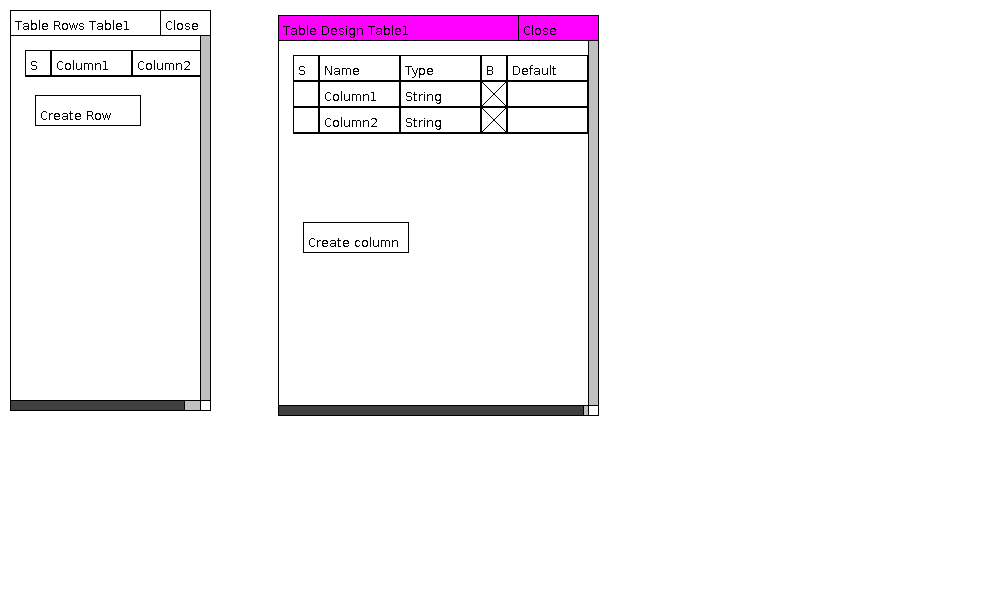 Table Rows Table1 Close
S Column1 Column2
Create Row
Table Design Table1 Close
S Name Type B Default
Column1 String
Column2 String
Create column